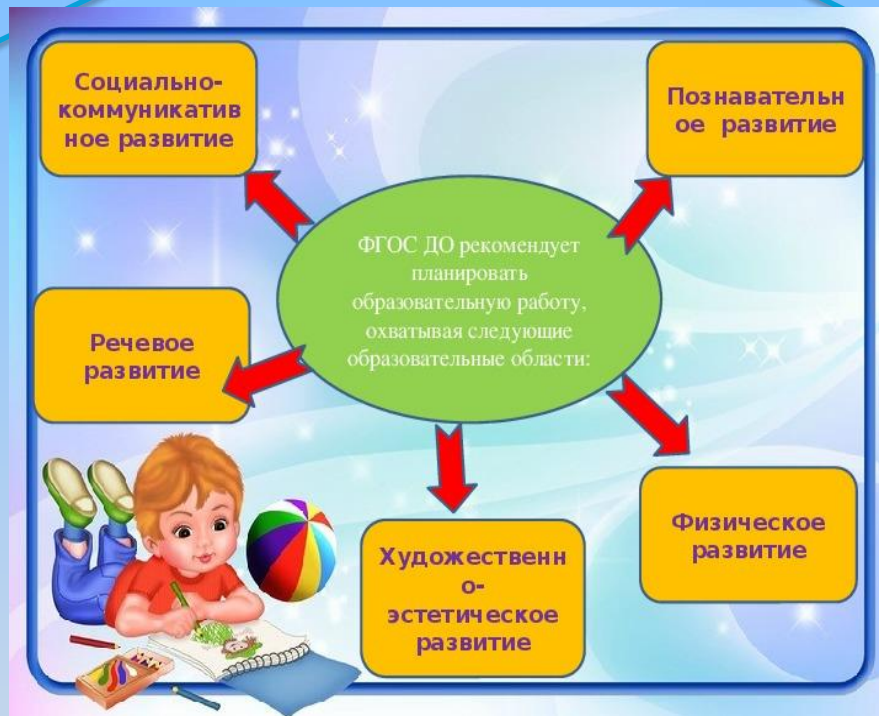 Социально-
коммуникатив
ное развитие
Познавательн
ое развитие
ФГОС ДО рекомендует
планировать
образовательную работу,
охватывая следующие
образовательные области:
Речевое
развитие
Физическое
развитие
Художественн
о-
эстетическое
развитие